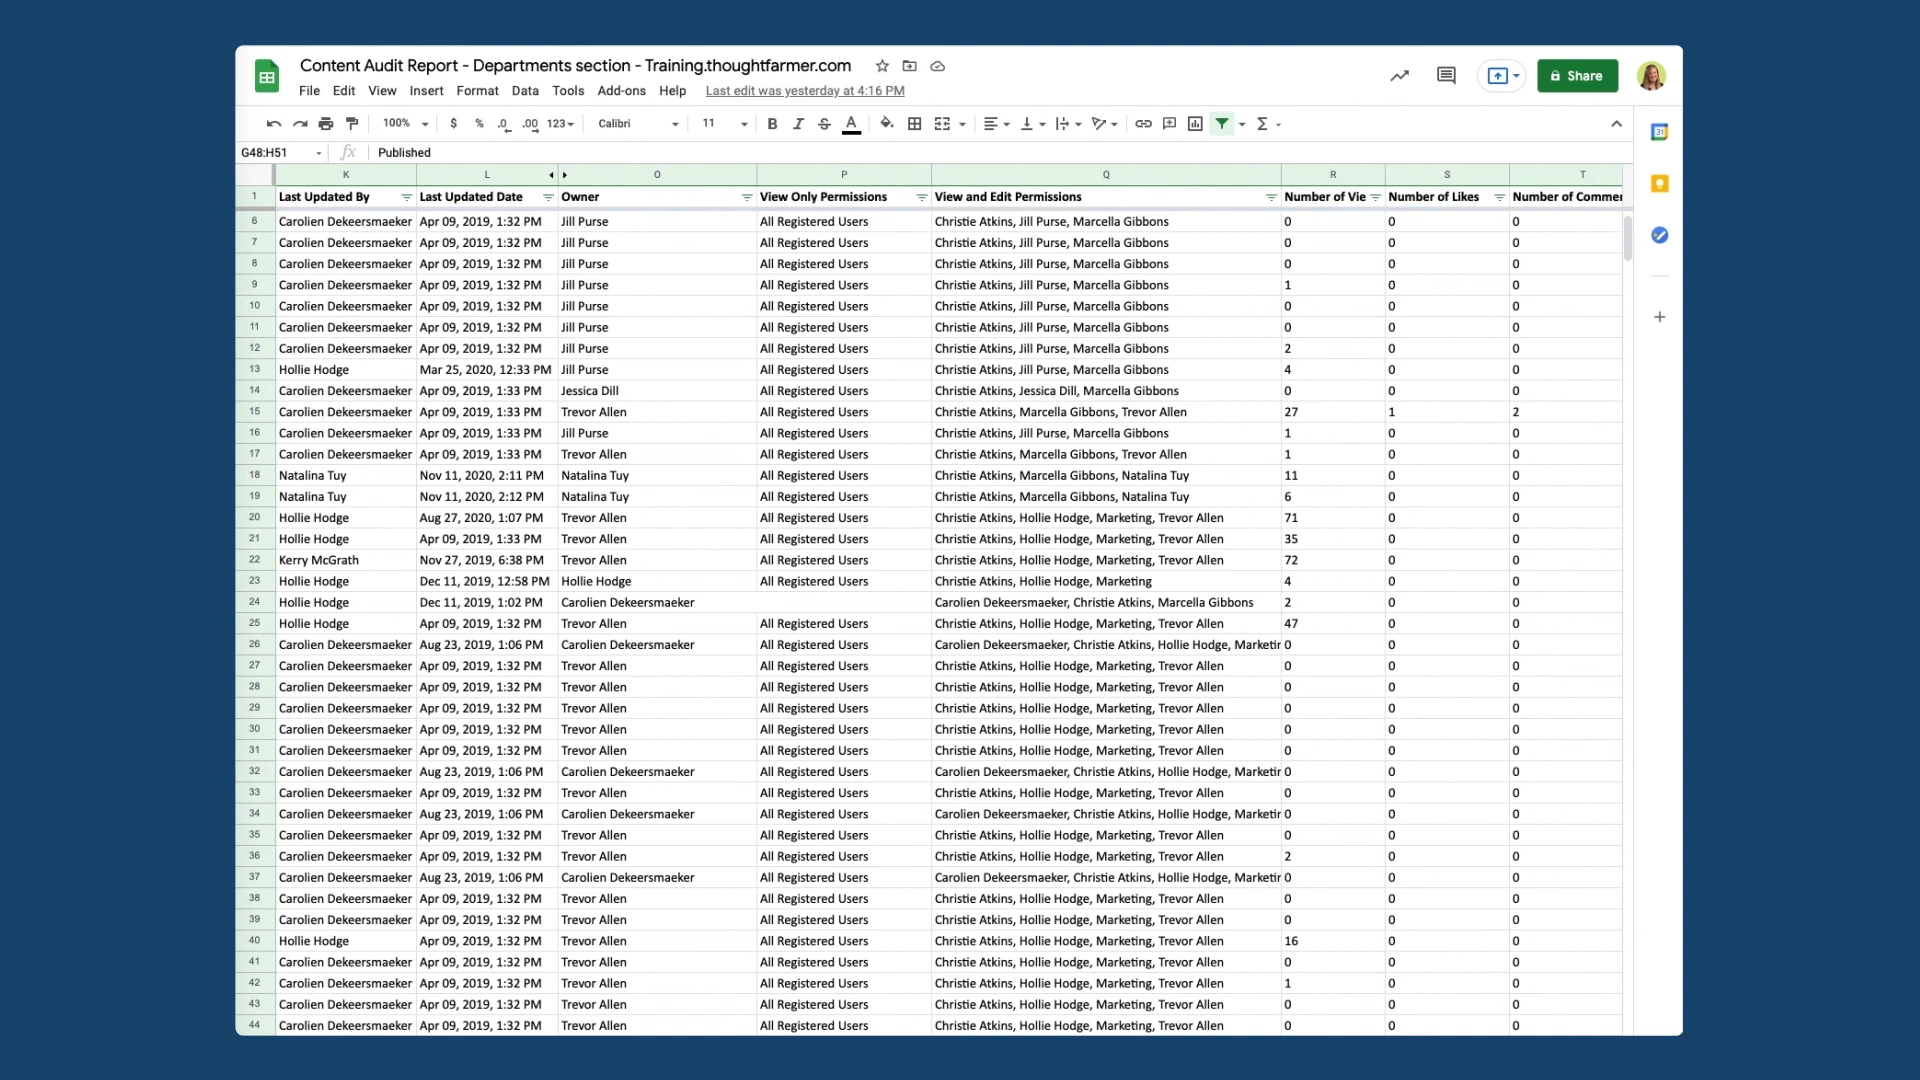 Content Audit Report - Departments section - Training.thoughtfarmer.com
File Edit View Insert Format Data Tools Add-ons Help Last edit was yesterday at 4:16 PM
Share
100% $ % .0 .00 123 Calibri 11 B I S A Σ
31
G48:H51 fx Published
K L O P Q R S T
1 Last Updated By Last Updated Date Owner View Only Permissions View and Edit Permissions Number of Vie Number of Likes Number of Commer
6 Carolien Dekeersmaeker Apr 09, 2019, 1:32 PM Jill Purse All Registered Users Christie Atkins, Jill Purse, Marcella Gibbons 0 0 0
7 Carolien Dekeersmaeker Apr 09, 2019, 1:32 PM Jill Purse All Registered Users Christie Atkins, Jill Purse, Marcella Gibbons 0 0 0
8 Carolien Dekeersmaeker Apr 09, 2019, 1:32 PM Jill Purse All Registered Users Christie Atkins, Jill Purse, Marcella Gibbons 0 0 0
9 Carolien Dekeersmaeker Apr 09, 2019, 1:32 PM Jill Purse All Registered Users Christie Atkins, Jill Purse, Marcella Gibbons 1 0 0
10 Carolien Dekeersmaeker Apr 09, 2019, 1:32 PM Jill Purse All Registered Users Christie Atkins, Jill Purse, Marcella Gibbons 0 0 0
11 Carolien Dekeersmaeker Apr 09, 2019, 1:32 PM Jill Purse All Registered Users Christie Atkins, Jill Purse, Marcella Gibbons 0 0 0
12 Carolien Dekeersmaeker Apr 09, 2019, 1:32 PM Jill Purse All Registered Users Christie Atkins, Jill Purse, Marcella Gibbons 2 0 0
13 Hollie Hodge Mar 25, 2020, 12:33 PM Jill Purse All Registered Users Christie Atkins, Jill Purse, Marcella Gibbons 4 0 0
14 Carolien Dekeersmaeker Apr 09, 2019, 1:33 PM Jessica Dill All Registered Users Christie Atkins, Jessica Dill, Marcella Gibbons 0 0 0
15 Carolien Dekeersmaeker Apr 09, 2019, 1:33 PM Trevor Allen All Registered Users Christie Atkins, Marcella Gibbons, Trevor Allen 27 1 2
16 Carolien Dekeersmaeker Apr 09, 2019, 1:33 PM Jill Purse All Registered Users Christie Atkins, Jill Purse, Marcella Gibbons 1 0 0
17 Carolien Dekeersmaeker Apr 09, 2019, 1:33 PM Trevor Allen All Registered Users Christie Atkins, Marcella Gibbons, Trevor Allen 1 0 0
18 Natalina Tuy Nov 11, 2020, 2:11 PM Natalina Tuy All Registered Users Christie Atkins, Marcella Gibbons, Natalina Tuy 11 0 0
19 Natalina Tuy Nov 11, 2020, 2:12 PM Natalina Tuy All Registered Users Christie Atkins, Marcella Gibbons, Natalina Tuy 6 0 0
20 Hollie Hodge Aug 27, 2020, 1:07 PM Trevor Allen All Registered Users Christie Atkins, Hollie Hodge, Marketing, Trevor Allen 71 0 0
21 Hollie Hodge Apr 09, 2019, 1:33 PM Trevor Allen All Registered Users Christie Atkins, Hollie Hodge, Marketing, Trevor Allen 35 0 0
22 Kerry McGrath Nov 27, 2019, 6:38 PM Trevor Allen All Registered Users Christie Atkins, Hollie Hodge, Marketing, Trevor Allen 72 0 0
23 Hollie Hodge Dec 11, 2019, 12:58 PM Hollie Hodge All Registered Users Christie Atkins, Hollie Hodge, Marketing 4 0 0
24 Hollie Hodge Dec 11, 2019, 1:02 PM Carolien Dekeersmaeker Carolien Dekeersmaeker, Christie Atkins, Marcella Gibbons 2 0 0
25 Hollie Hodge Apr 09, 2019, 1:32 PM Trevor Allen All Registered Users Christie Atkins, Hollie Hodge, Marketing, Trevor Allen 47 0 0
26 Carolien Dekeersmaeker Aug 23, 2019, 1:06 PM Carolien Dekeersmaeker All Registered Users Carolien Dekeersmaeker, Christie Atkins, Hollie Hodge, Marketin 0 0 0
27 Carolien Dekeersmaeker Apr 09, 2019, 1:32 PM Trevor Allen All Registered Users Christie Atkins, Hollie Hodge, Marketing, Trevor Allen 0 0 0
28 Carolien Dekeersmaeker Apr 09, 2019, 1:32 PM Trevor Allen All Registered Users Christie Atkins, Hollie Hodge, Marketing, Trevor Allen 0 0 0
29 Carolien Dekeersmaeker Apr 09, 2019, 1:32 PM Trevor Allen All Registered Users Christie Atkins, Hollie Hodge, Marketing, Trevor Allen 0 0 0
30 Carolien Dekeersmaeker Apr 09, 2019, 1:32 PM Trevor Allen All Registered Users Christie Atkins, Hollie Hodge, Marketing, Trevor Allen 0 0 0
31 Carolien Dekeersmaeker Apr 09, 2019, 1:32 PM Trevor Allen All Registered Users Christie Atkins, Hollie Hodge, Marketing, Trevor Allen 0 0 0
32 Carolien Dekeersmaeker Aug 23, 2019, 1:06 PM Carolien Dekeersmaeker All Registered Users Carolien Dekeersmaeker, Christie Atkins, Hollie Hodge, Marketin 0 0 0
33 Carolien Dekeersmaeker Apr 09, 2019, 1:32 PM Trevor Allen All Registered Users Christie Atkins, Hollie Hodge, Marketing, Trevor Allen 0 0 0
34 Carolien Dekeersmaeker Aug 23, 2019, 1:06 PM Carolien Dekeersmaeker All Registered Users Carolien Dekeersmaeker, Christie Atkins, Hollie Hodge, Marketin 0 0 0
35 Carolien Dekeersmaeker Apr 09, 2019, 1:32 PM Trevor Allen All Registered Users Christie Atkins, Hollie Hodge, Marketing, Trevor Allen 0 0 0
36 Carolien Dekeersmaeker Apr 09, 2019, 1:32 PM Trevor Allen All Registered Users Christie Atkins, Hollie Hodge, Marketing, Trevor Allen 2 0 0
37 Carolien Dekeersmaeker Aug 23, 2019, 1:06 PM Carolien Dekeersmaeker All Registered Users Carolien Dekeersmaeker, Christie Atkins, Hollie Hodge, Marketin 0 0 0
38 Carolien Dekeersmaeker Apr 09, 2019, 1:32 PM Trevor Allen All Registered Users Christie Atkins, Hollie Hodge, Marketing, Trevor Allen 0 0 0
39 Carolien Dekeersmaeker Apr 09, 2019, 1:32 PM Trevor Allen All Registered Users Christie Atkins, Hollie Hodge, Marketing, Trevor Allen 0 0 0
40 Hollie Hodge Apr 09, 2019, 1:32 PM Trevor Allen All Registered Users Christie Atkins, Hollie Hodge, Marketing, Trevor Allen 16 0 0
41 Carolien Dekeersmaeker Apr 09, 2019, 1:32 PM Trevor Allen All Registered Users Christie Atkins, Hollie Hodge, Marketing, Trevor Allen 0 0 0
42 Carolien Dekeersmaeker Apr 09, 2019, 1:32 PM Trevor Allen All Registered Users Christie Atkins, Hollie Hodge, Marketing, Trevor Allen 1 0 0
43 Carolien Dekeersmaeker Apr 09, 2019, 1:32 PM Trevor Allen All Registered Users Christie Atkins, Hollie Hodge, Marketing, Trevor Allen 0 0 0
44 Carolien Dekeersmaeker Apr 09, 2019, 1:32 PM Trevor Allen All Registered Users Christie Atkins, Hollie Hodge, Marketing, Trevor Allen 0 0 0